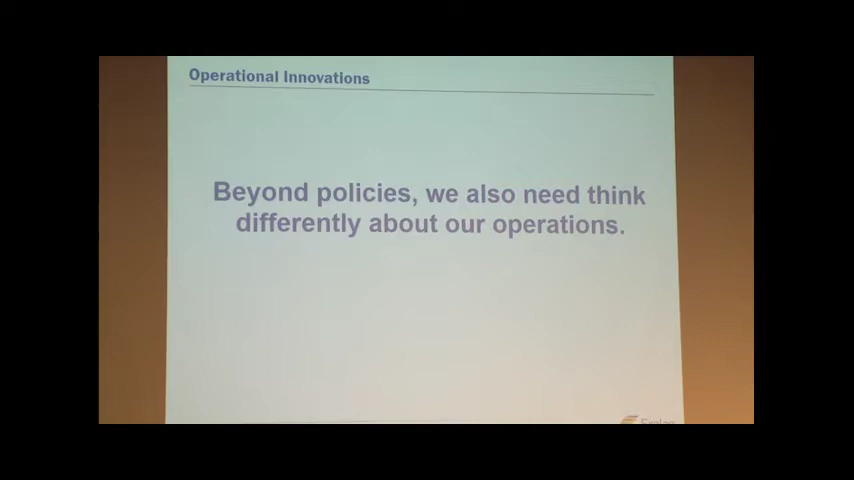 Operational Innovations
Beyond policies, we also need think
differently about our operations.